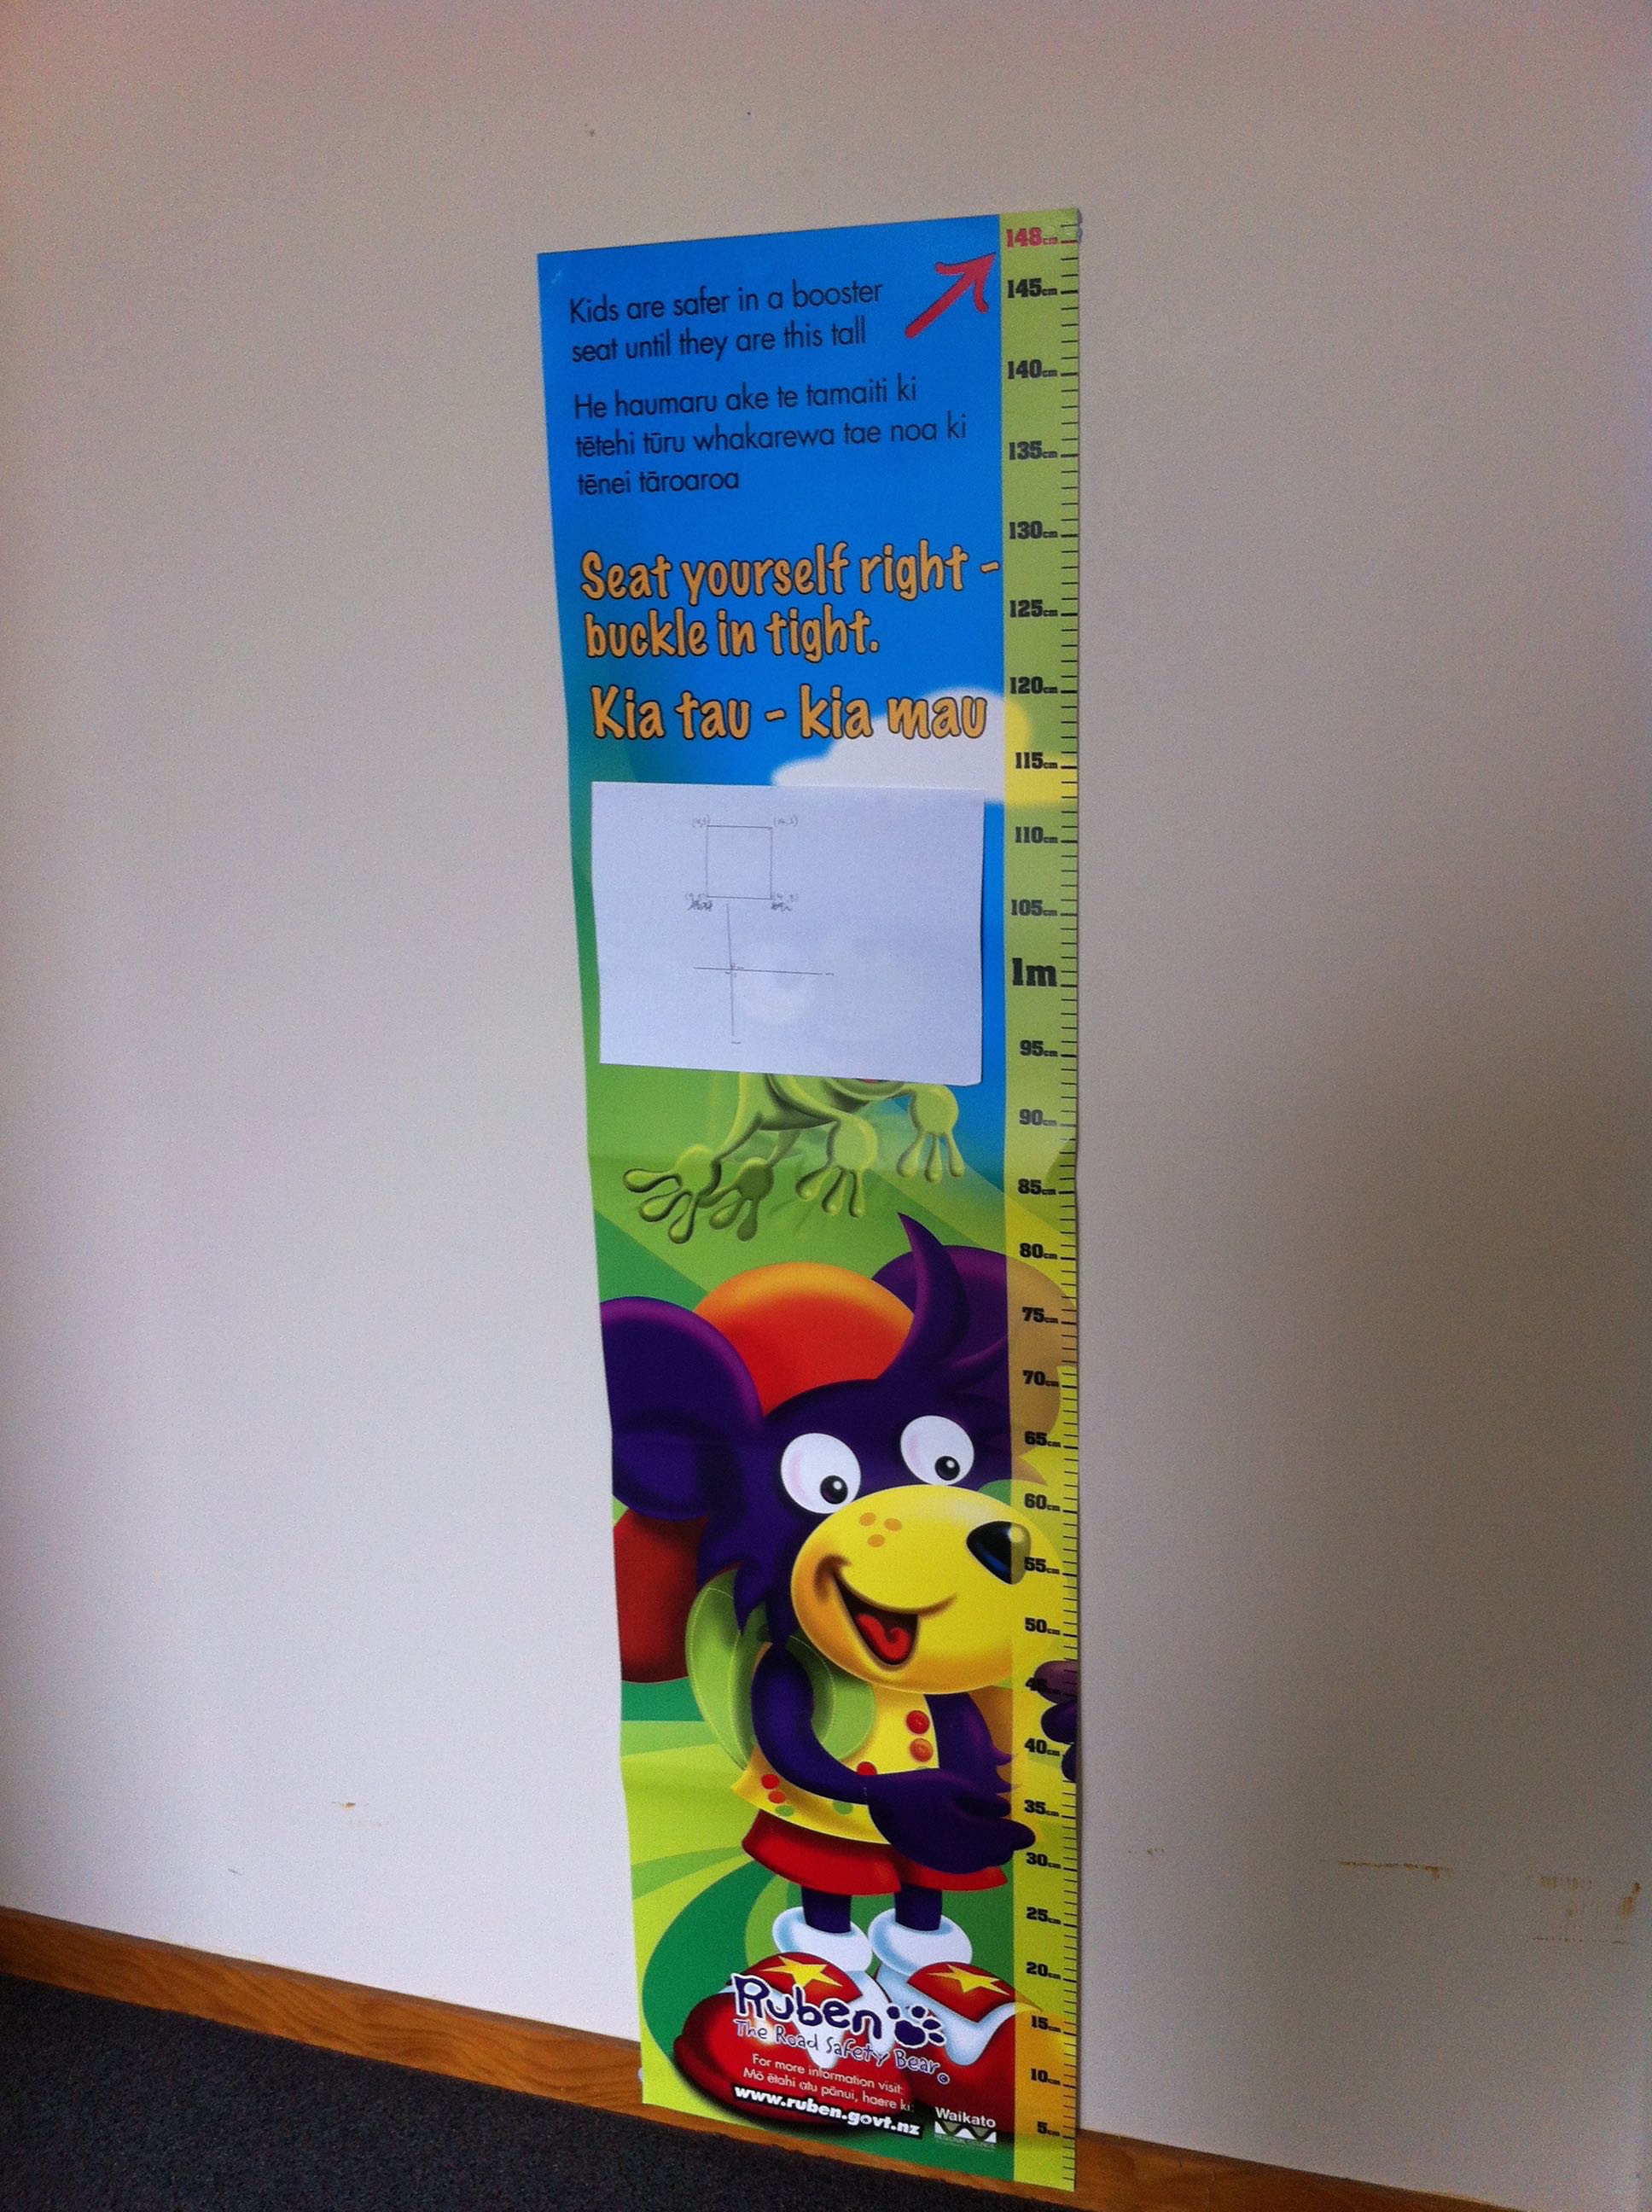 Kids are safer in a booster
seat until they are this tall
He haumaru ake te tamaiti ki
tētehi tūru whakarewa tae noa ki
tēnei tāroaroa
Seat yourself right -
buckle in tight.
Kia tau - kia mau
148cm
145cm
140cm
135cm
130cm
125cm
120cm
115cm
110cm
105cm
1m
95cm
90cm
85cm
80cm
75cm
70cm
65cm
60cm
55cm
50cm
45cm
40cm
35cm
30cm
25cm
20cm
15cm
10cm
5cm
Ruben
The Road Safety Bear
©
For more information visit:
Mō ētahi atu pānui, haere ki:
www.ruben.govt.nz
Waikato
REGIONAL COUNCIL